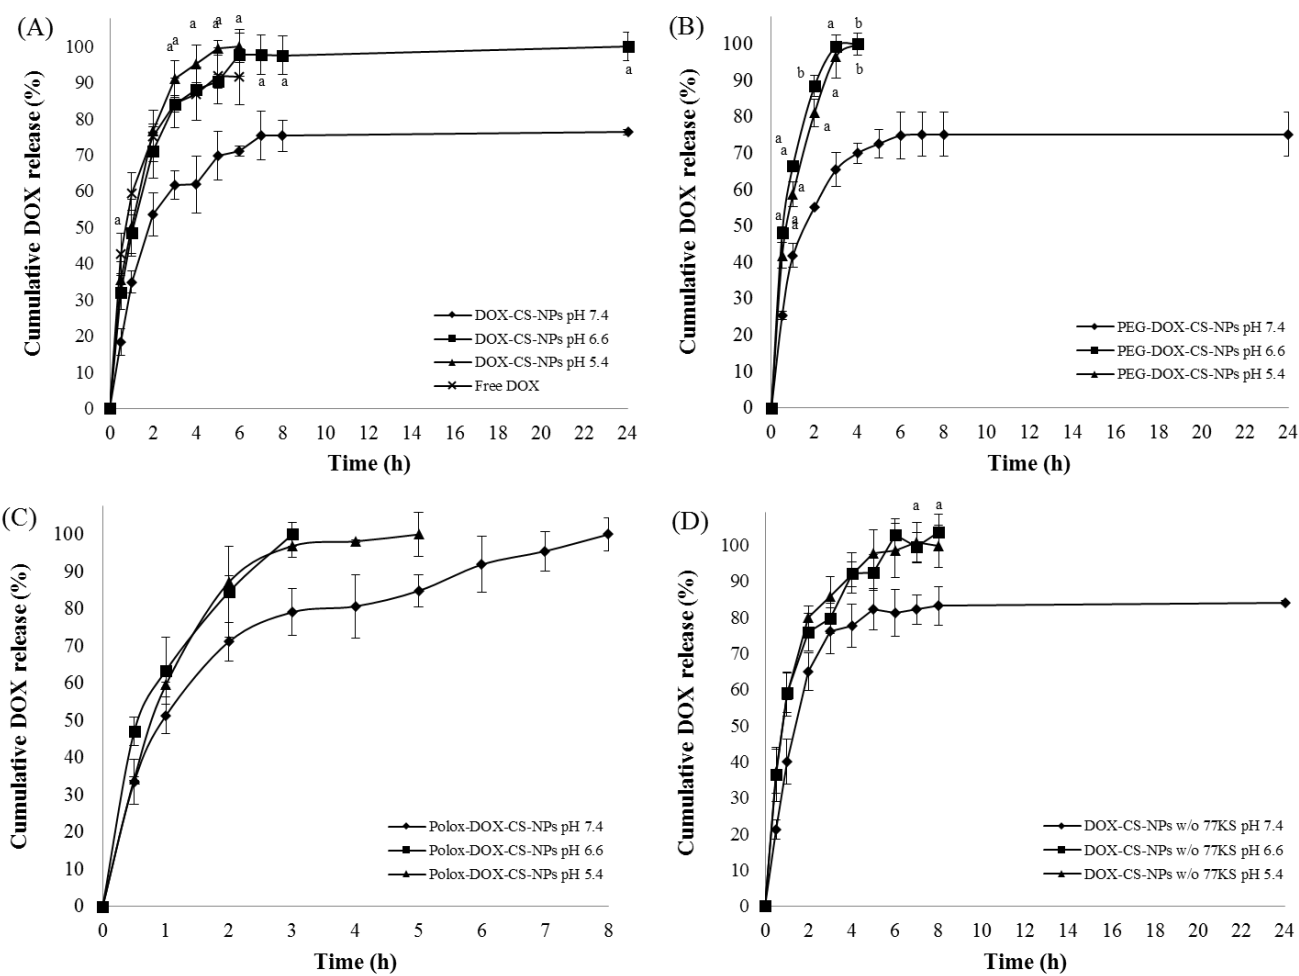 (A)
Cumulative DOX release (%)
100
90
80
70
60
50
40
30
20
10
0
a
a
a
a
a
a
a
a
a
a
DOX-CS-NPs pH 7.4
DOX-CS-NPs pH 6.6
DOX-CS-NPs pH 5.4
Free DOX
0 2 4 6 8 10 12 14 16 18 20 22 24
Time (h)
(B)
Cumulative DOX release (%)
100
90
80
70
60
50
40
30
20
10
0
a
b
b
b
a
a
a
a
a
a
a
a
PEG-DOX-CS-NPs pH 7.4
PEG-DOX-CS-NPs pH 6.6
PEG-DOX-CS-NPs pH 5.4
0 2 4 6 8 10 12 14 16 18 20 22 24
Time (h)
(C)
Cumulative DOX release (%)
100
90
80
70
60
50
40
30
20
10
0
Polox-DOX-CS-NPs pH 7.4
Polox-DOX-CS-NPs pH 6.6
Polox-DOX-CS-NPs pH 5.4
0 1 2 3 4 5 6 7 8
Time (h)
(D)
Cumulative DOX release (%)
100
90
80
70
60
50
40
30
20
10
0
a a
DOX-CS-NPs w/o 77KS pH 7.4
DOX-CS-NPs w/o 77KS pH 6.6
DOX-CS-NPs w/o 77KS pH 5.4
0 2 4 6 8 10 12 14 16 18 20 22 24
Time (h)